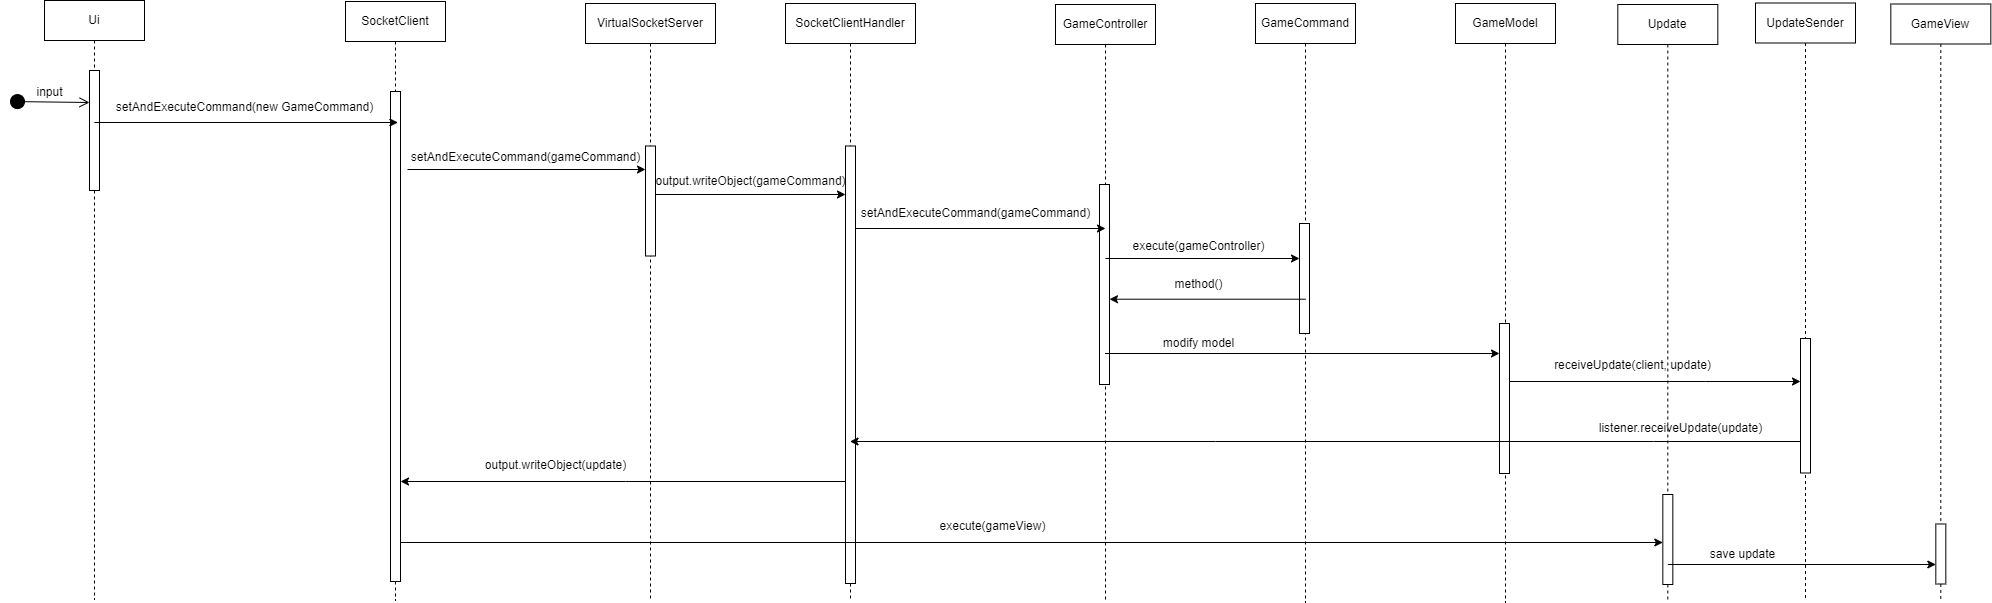 Ui
SocketClient
VirtualSocketServer
SocketClientHandler
GameController
GameCommand
GameModel
Update
UpdateSender
GameView
input
setAndExecuteCommand(new GameCommand)
setAndExecuteCommand(gameCommand)
output.writeObject(gameCommand)
setAndExecuteCommand(gameCommand)
execute(gameController)
method()
modify model
receiveUpdate(client, update)
listener.receiveUpdate(update)
output.writeObject(update)
execute(gameView)
save update